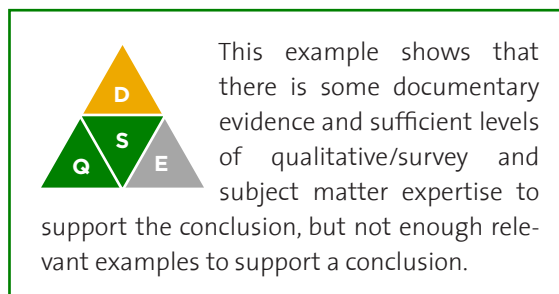 D
S
Q
E
This example shows that
there is some documentary
evidence and sufficient levels
of qualitative/survey and
subject matter expertise to
support the conclusion, but not enough rele-
vant examples to support a conclusion.